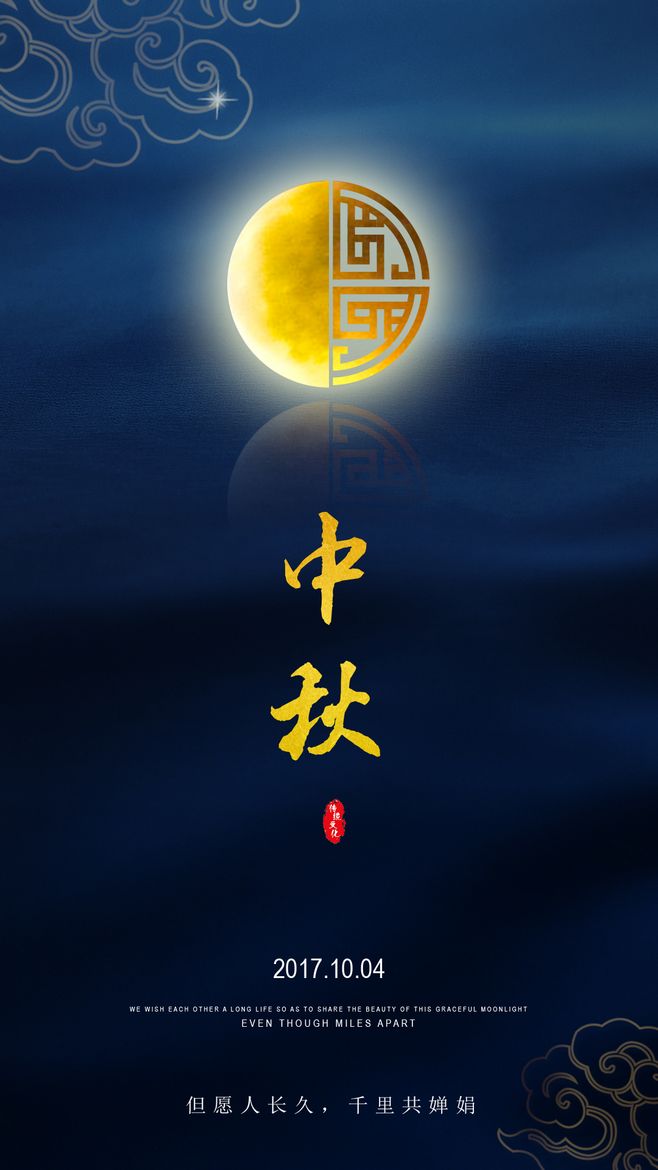 中
秋
传统
文化
2017.10.04
WE WISH EACH OTHER A LONG LIFE SO AS TO SHARE THE BEAUTY OF THIS GRACEFUL MOONLIGHT
EVEN THOUGH MILES APART
但愿人长久，千里共婵娟